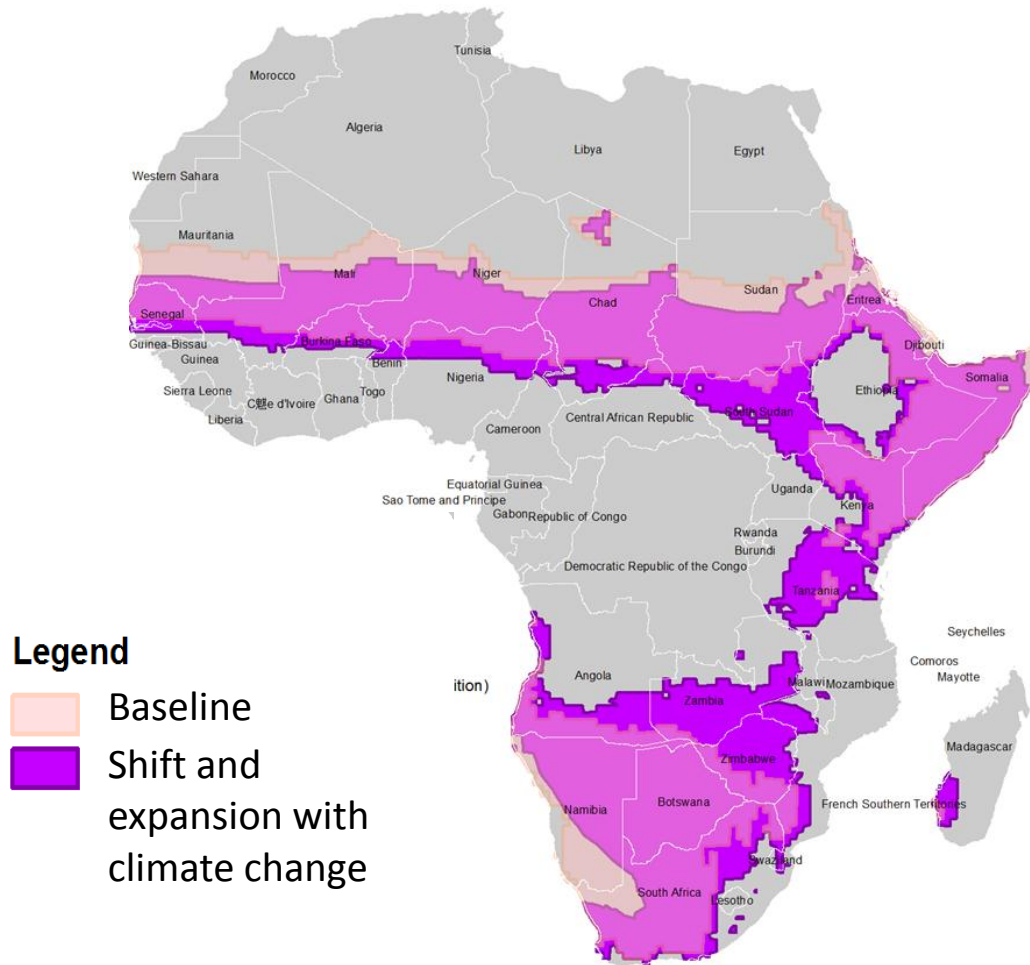 Tunisia
Morocco
Algeria
Libya
Egypt
Western Sahara
Mauritania
Mali
Niger
Sudan
Chad
Eritrea
Senegal
Guinea-Bissau
Burkina Faso
Djibouti
Guinea
Benin
Somalia
Nigeria
Ethiopia
Sierra Leone
Togo
Ghana
C魌e d'Ivoire
South Sudan
Liberia
Central African Republic
Cameroon
Equatorial Guinea
Uganda
Sao Tome and Principe
Kenya
Gabon
Republic of Congo
Rwanda
Burundi
Democratic Republic of the Congo
Tanzania
Seychelles
Comoros
Mayotte
Legend
Angola
Malawi
Mozambique
ition)
Zambia
Baseline
Madagascar
Shift and
expansion with
climate change
Zimbabwe
Namibia
Botswana
French Southern Territories
Swaziland
South Africa
Lesotho